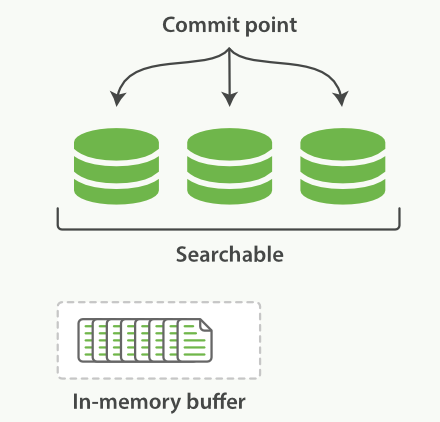 Commit point
Searchable
In-memory buffer